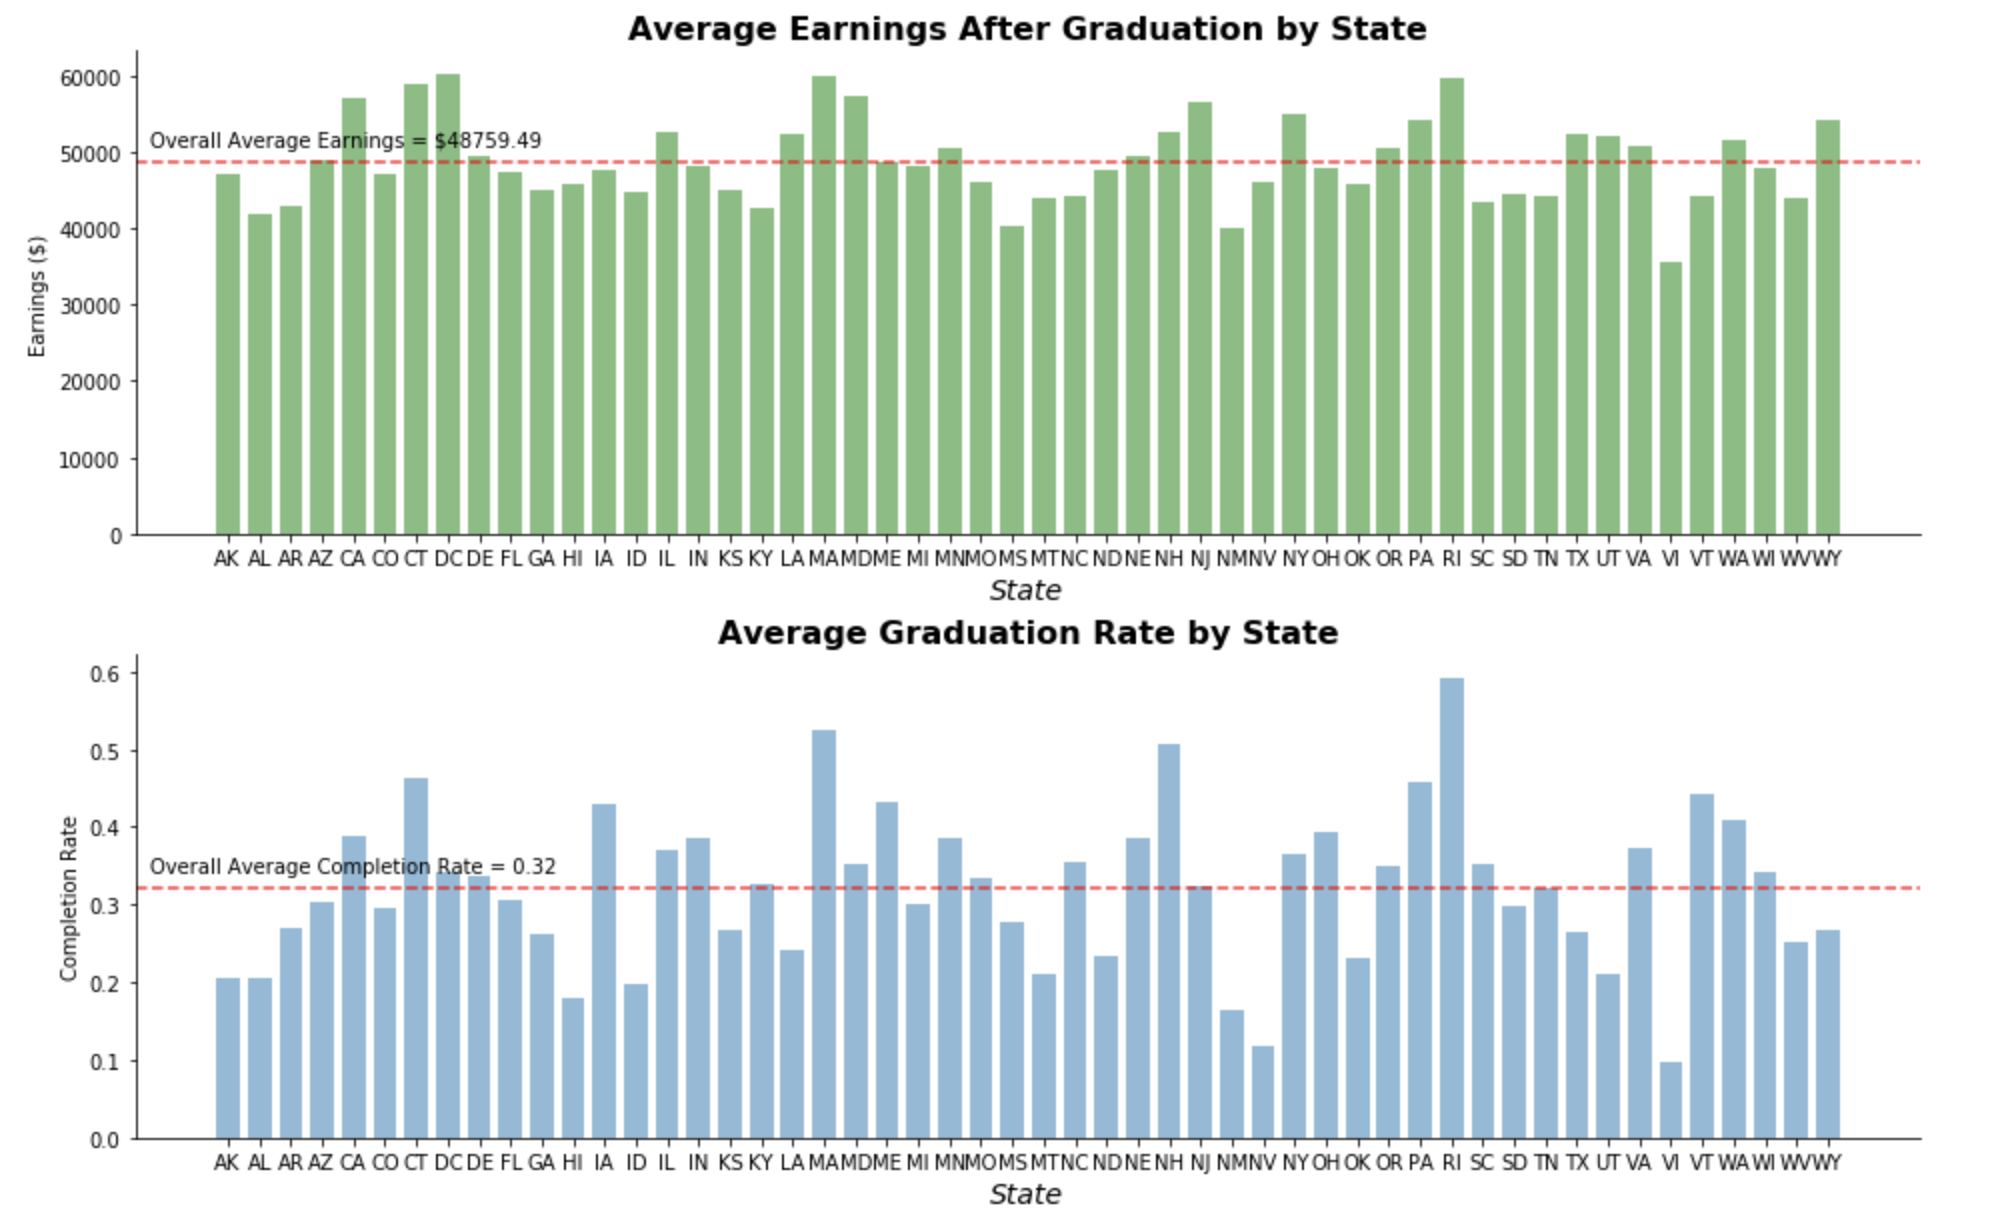 Average Earnings After Graduation by State
60000
50000
40000
30000
20000
10000
0
Earnings ($)
Overall Average Earnings = $48759.49
AK AL AR AZ CA CO CT DC DE FL GA HI IA ID IL IN KS KY LA MA MD ME MI MN MO MS MT NC ND NE NH NJ NM NV NY OH OK OR PA RI SC SD TN TX UT VA VI VT WA WI WV WY
State
Average Graduation Rate by State
0.6
0.5
0.4
0.3
0.2
0.1
0.0
Completion Rate
Overall Average Completion Rate = 0.32
AK AL AR AZ CA CO CT DC DE FL GA HI IA ID IL IN KS KY LA MA MD ME MI MN MO MS MT NC ND NE NH NJ NM NV NY OH OK OR PA RI SC SD TN TX UT VA VI VT WA WI WV WY
State